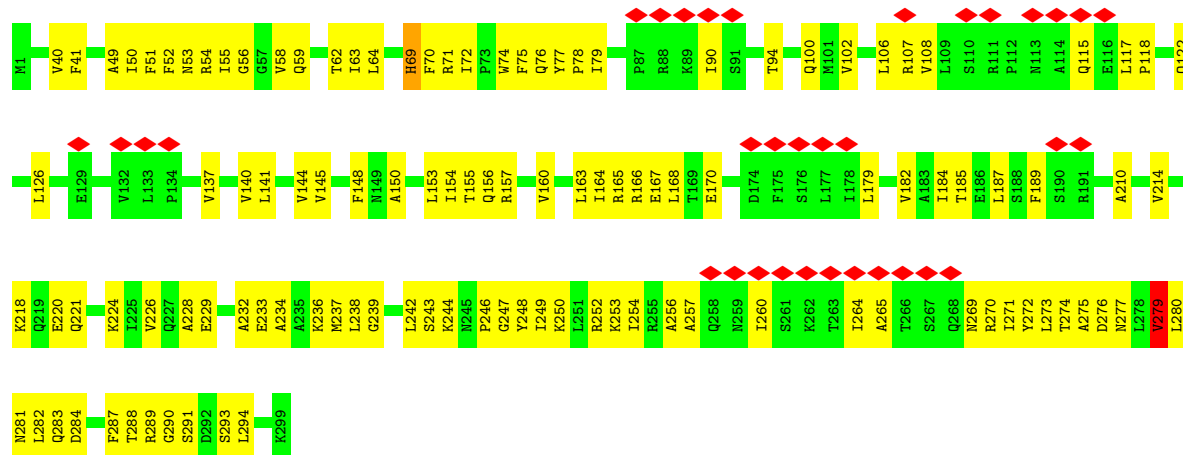 M1 V40 F41 A49 I50 F51 F52 N53 R54 I55 G56 G57 V58 Q59 T62 I63 L64 H69 F70 R71 I72 P73 W74 F75 Q76 Y77 P78 I79 P87 R88 K89 I90 S91 T94 Q100 M101 V102 L106 R107 V108 L109 S110 R111 P112 N113 A114 Q115 E116 L117 P118
L126 E129 V132 L133 P134 V137 V140 L141 V144 V145 F148 N149 A150 L153 I154 T155 Q156 R157 V160 L163 I164 R165 R166 E167 L168 T169 E170 D174 F175 S176 L177 I178 L179 V182 A183 I184 T185 E186 L187 S188 F189 S190 R191 A210 V214
K218 Q219 E220 Q221 K224 I225 V226 Q227 A228 E229 A232 E233 A234 A235 K236 M237 L238 G239 L242 S243 K244 N245 P246 G247 Y248 I249 K250 L251 R252 K253 I254 R255 A256 A257 Q258 N259 I260 S261 K262 T263 I264 A265 T266 S267 Q268 N269 R270 I271 Y272 L273 T274 A275 D276 N277 L278 V279 L280
N281 L282 Q283 D284 F287 T288 R289 G290 S291 D292 S293 L294 K299